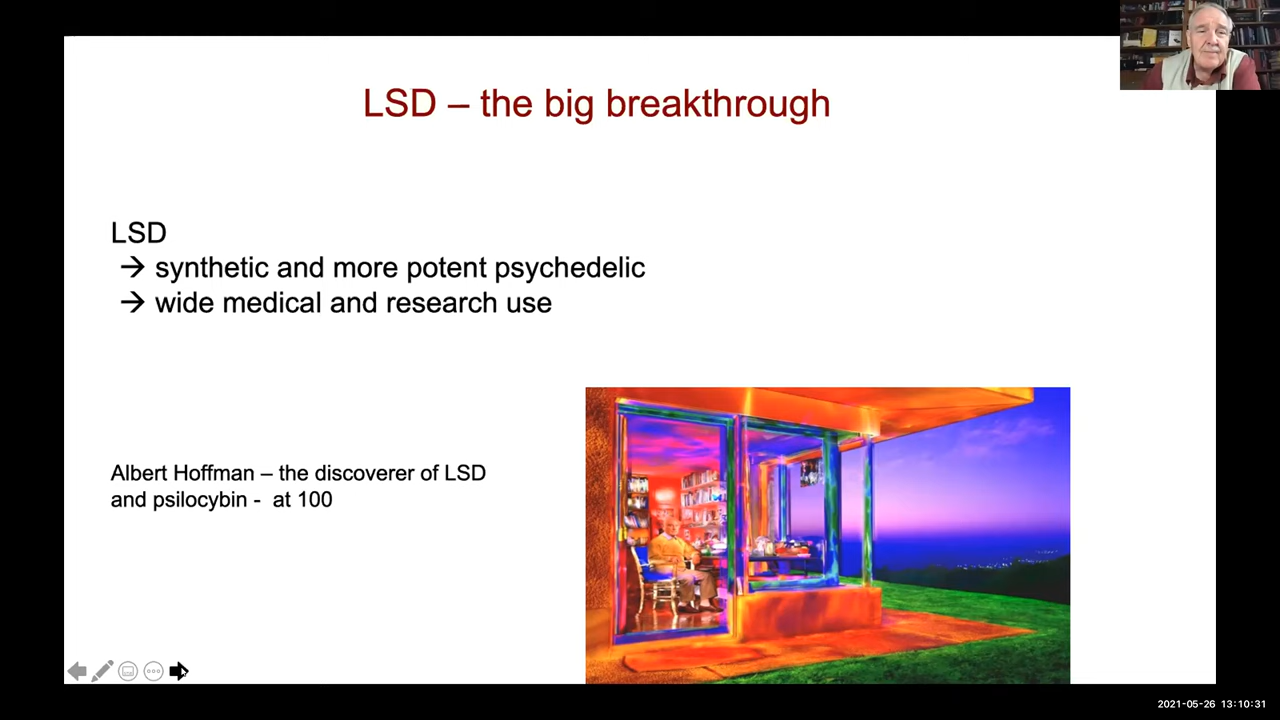 LSD – the big breakthrough
LSD
→ synthetic and more potent psychedelic
→ wide medical and research use
Albert Hoffman – the discoverer of LSD
and psilocybin - at 100
2021-05-26 13:10:31